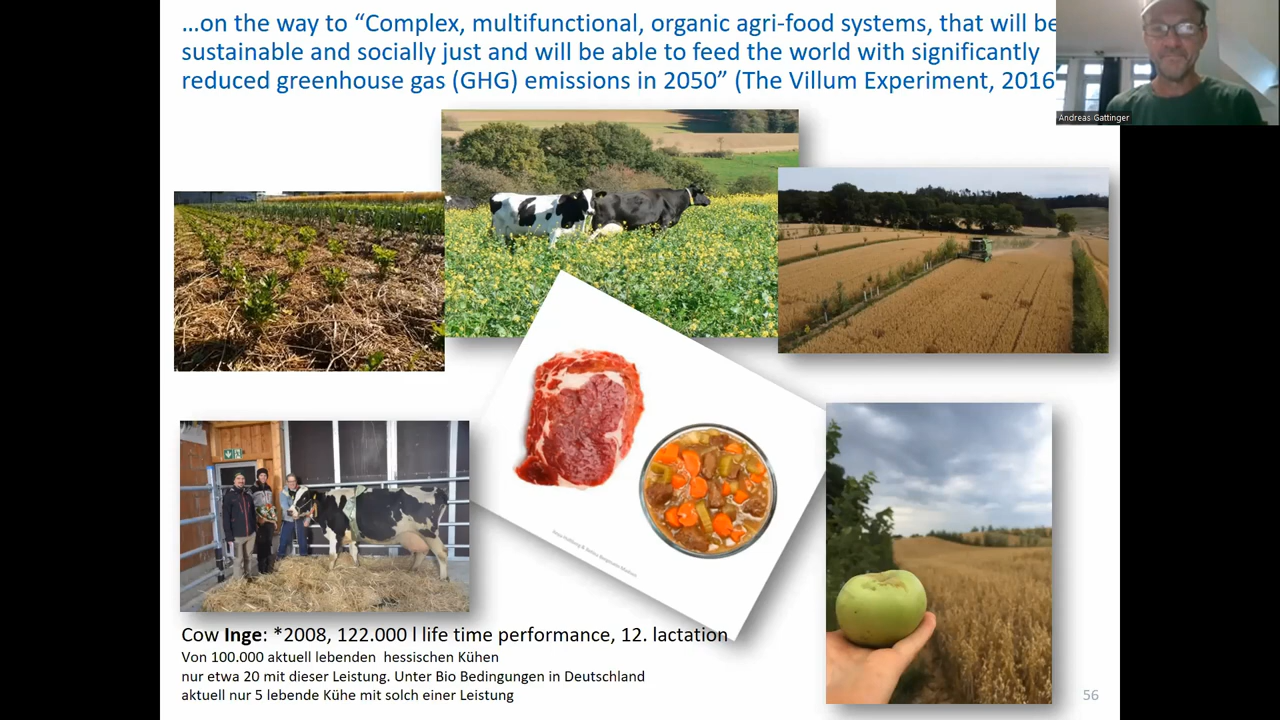 …on the way to “Complex, multifunctional, organic agri-food systems, that will be
sustainable and socially just and will be able to feed the world with significantly
reduced greenhouse gas (GHG) emissions in 2050” (The Villum Experiment, 2016
Andreas Gattinger
Cow Inge: *2008, 122.000 l life time performance, 12. lactation
Von 100.000 aktuell lebenden hessischen Kühen
nur etwa 20 mit dieser Leistung. Unter Bio Bedingungen in Deutschland
aktuell nur 5 lebende Kühe mit solch einer Leistung
56